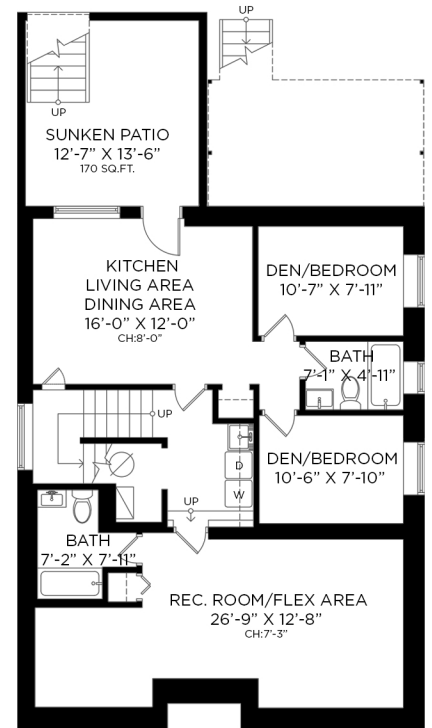 UP
UP
SUNKEN PATIO
12'-7" X 13'-6"
170 SQ.FT.
KITCHEN
LIVING AREA
DINING AREA
16'-0" X 12'-0"
CH:8'-0"
DEN/BEDROOM
10'-7" X 7'-11"
BATH
7'-1" X 4'-11"
UP
D
W
DEN/BEDROOM
10'-6" X 7'-10"
UP
BATH
7'-2" X 7'-11"
REC. ROOM/FLEX AREA
26'-9" X 12'-8"
CH:7'-3"